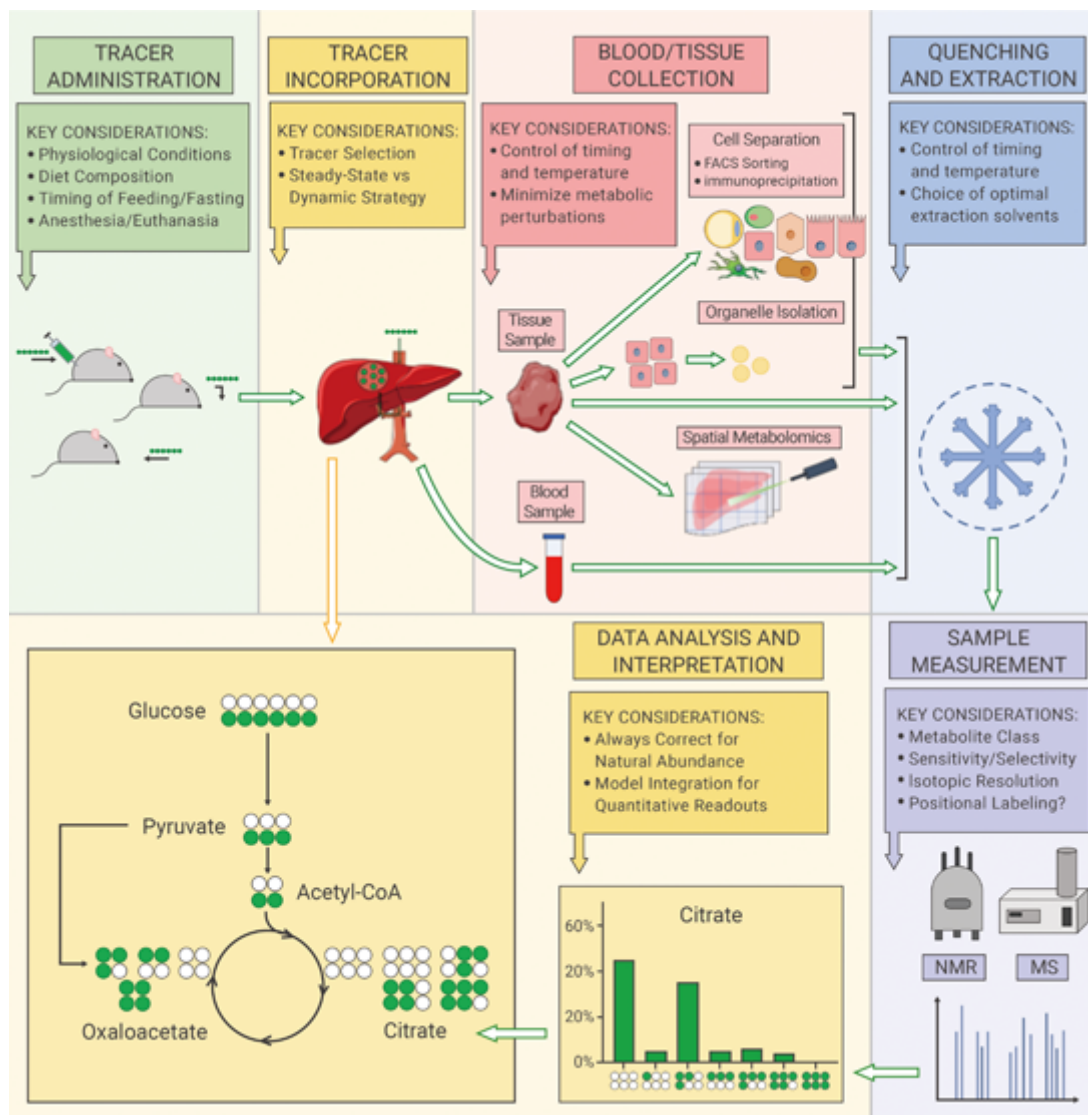 TRACER
ADMINISTRATION
KEY CONSIDERATIONS:
• Physiological Conditions
• Diet Composition
• Timing of Feeding/Fasting
• Anesthesia/Euthanasia
TRACER
INCORPORATION
KEY CONSIDERATIONS:
• Tracer Selection
• Steady-State vs
Dynamic Strategy
BLOOD/TISSUE
COLLECTION
KEY CONSIDERATIONS:
• Control of timing
and temperature
• Minimize metabolic
perturbations
Cell Separation
• FACS Sorting
• immunoprecipitation
Organelle Isolation
Tissue
Sample
Spatial Metabolomics
Blood
Sample
QUENCHING
AND EXTRACTION
KEY CONSIDERATIONS:
• Control of timing
and temperature
• Choice of optimal
extraction solvents
SAMPLE
MEASUREMENT
KEY CONSIDERATIONS:
• Metabolite Class
• Sensitivity/Selectivity
• Isotopic Resolution
• Positional Labeling?
NMR
MS
DATA ANALYSIS AND
INTERPRETATION
KEY CONSIDERATIONS:
• Always Correct for
Natural Abundance
• Model Integration for
Quantitative Readouts
Citrate
60%
20%
20%
0%
Glucose
Pyruvate
Acetyl-CoA
Oxaloacetate
Citrate